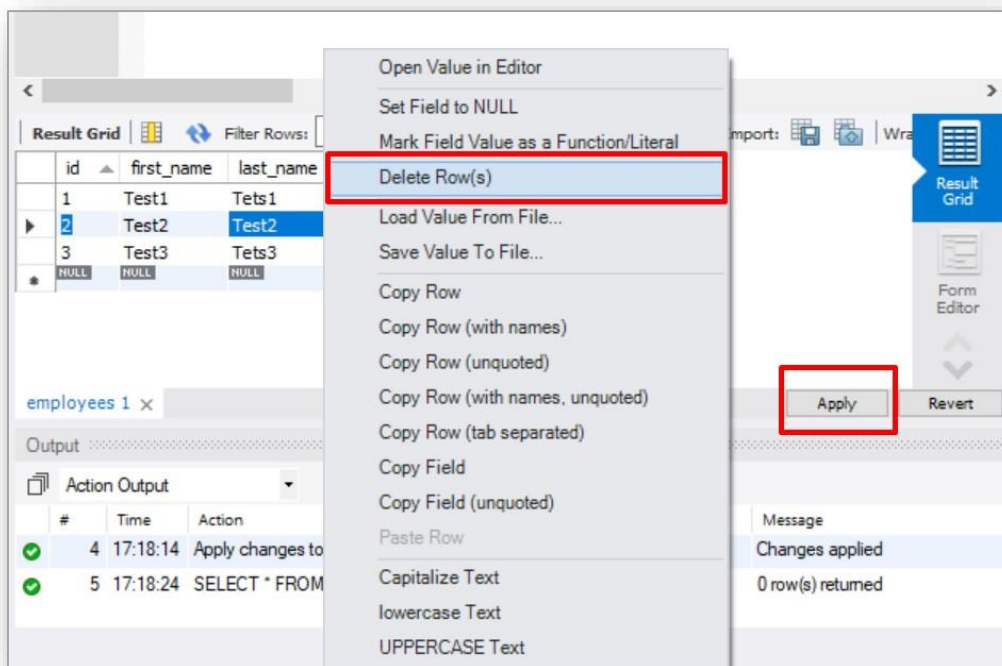 Open Value in Editor
Set Field to NULL
Result Grid Filter Rows: mport: Wra
Mark Field Value as a Function/Literal
Delete Row(s)
Result
Grid
id first_name last_name
1 Test1 Tets1
2 Test2 Test2
3 Test3 Tets3
NULL NULL NULL
Load Value From File...
Save Value To File...
Copy Row
Copy Row (with names)
Copy Row (unquoted)
Copy Row (with names, unquoted)
Copy Row (tab separated)
Copy Field
Copy Field (unquoted)
Paste Row
Capitalize Text
lowercase Text
UPPERCASE Text
Form
Editor
employees 1
Apply Revert
Output
Action Output
# Time Action Message
4 17:18:14 Apply changes to Changes applied
5 17:18:24 SELECT * FROM 0 row(s) returned